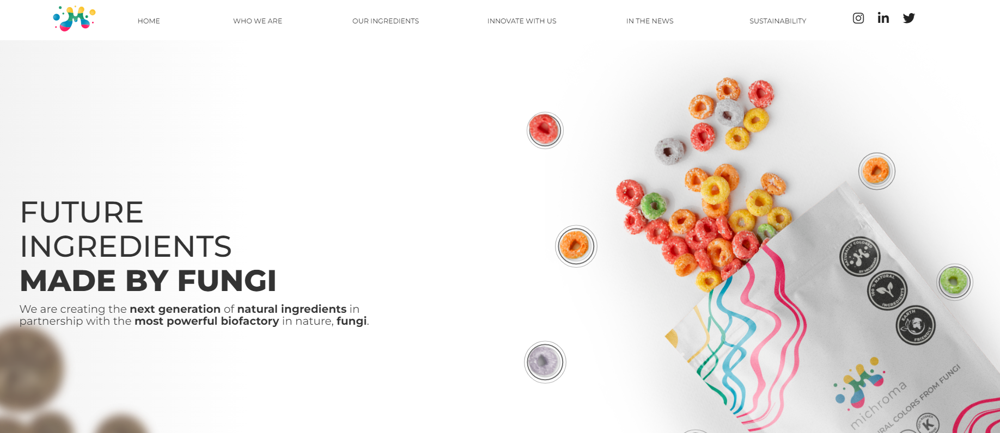 HOME
WHO WE ARE
OUR INGREDIENTS
INNOVATE WITH US
IN THE NEWS
SUSTAINABILITY
FUTURE
INGREDIENTS
MADE BY FUNGI
We are creating the next generation of natural ingredients in
partnership with the most powerful biofactory in nature, fungi.
NATURALLY COLORED
BY MICHROMA
100 % NATURAL
INGREDIENTS
EARTH
FRIENDLY
michroma
COLORS FROM FUNGI
100% KOSHER
K